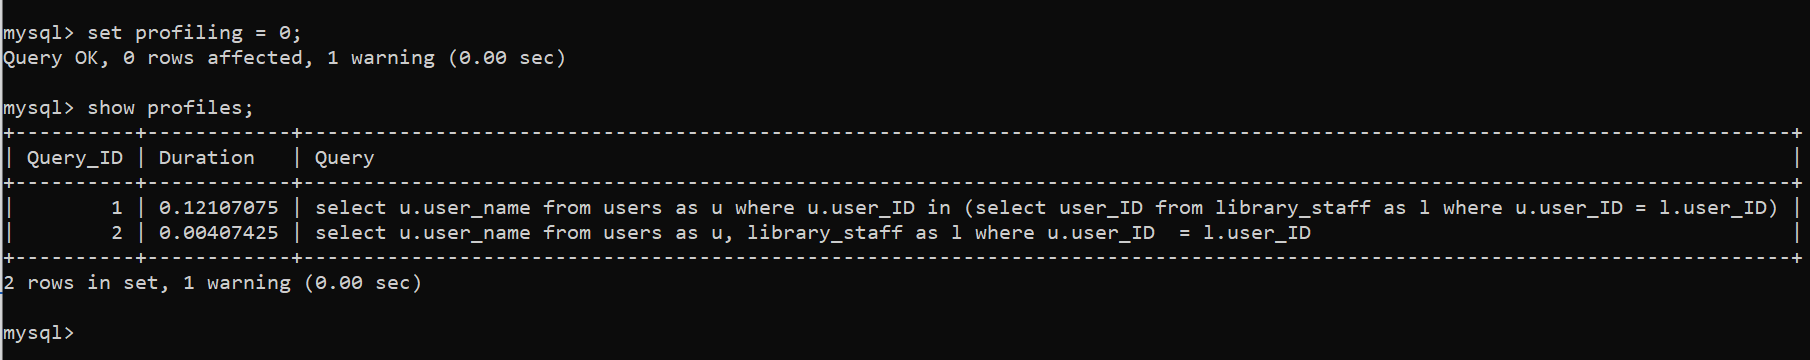 mysql> set profiling = 0;
Query OK, 0 rows affected, 1 warning (0.00 sec)
mysql> show profiles;
+----------+------------+---------------------------------------------------------------------------------------------------------------------------+
| Query_ID | Duration   | Query                                                                                                                     |
+----------+------------+---------------------------------------------------------------------------------------------------------------------------+
|        1 | 0.12107075 | select u.user_name from users as u where u.user_ID in (select user_ID from library_staff as l where u.user_ID = l.user_ID) |
|        2 | 0.00407425 | select u.user_name from users as u, library_staff as l where u.user_ID  = l.user_ID                                       |
+----------+------------+---------------------------------------------------------------------------------------------------------------------------+
2 rows in set, 1 warning (0.00 sec)
mysql>